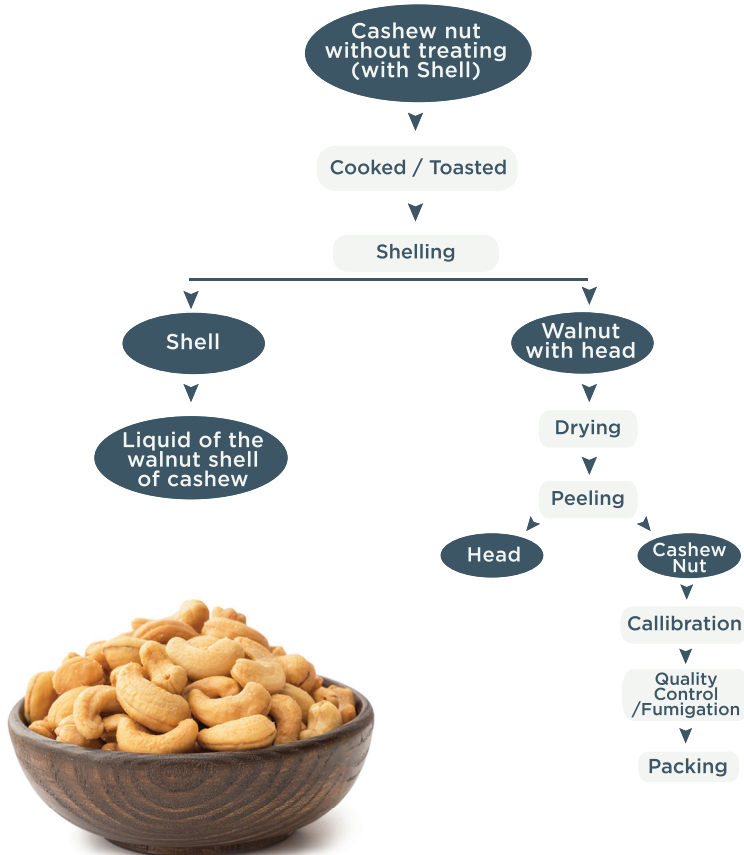 Cashew nut
without treating
(with Shell)
Cooked / Toasted
Shelling
Shell
Walnut
with head
Liquid of the
walnut shell
of cashew
Drying
Peeling
Head
Cashew
Nut
Callibration
Quality
Control
/Fumigation
Packing